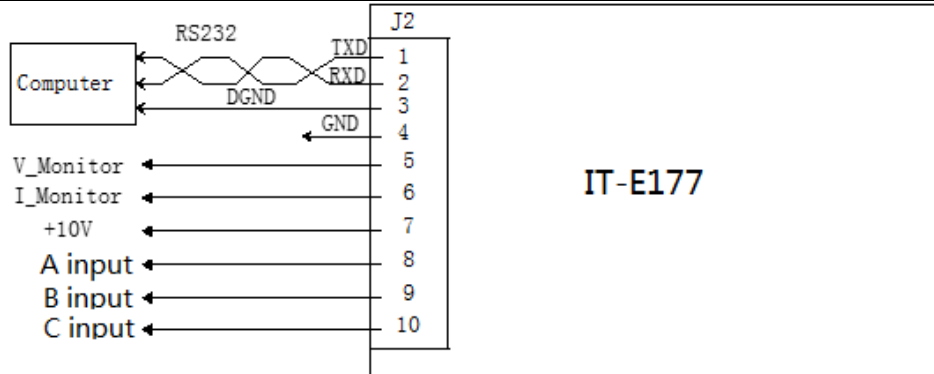 J2
RS232
TXD
1
Computer
RXD
2
DGND
3
GND
4
V_Monitor
5
I_Monitor
6
IT-E177
+10V
7
A input
8
B input
9
C input
10